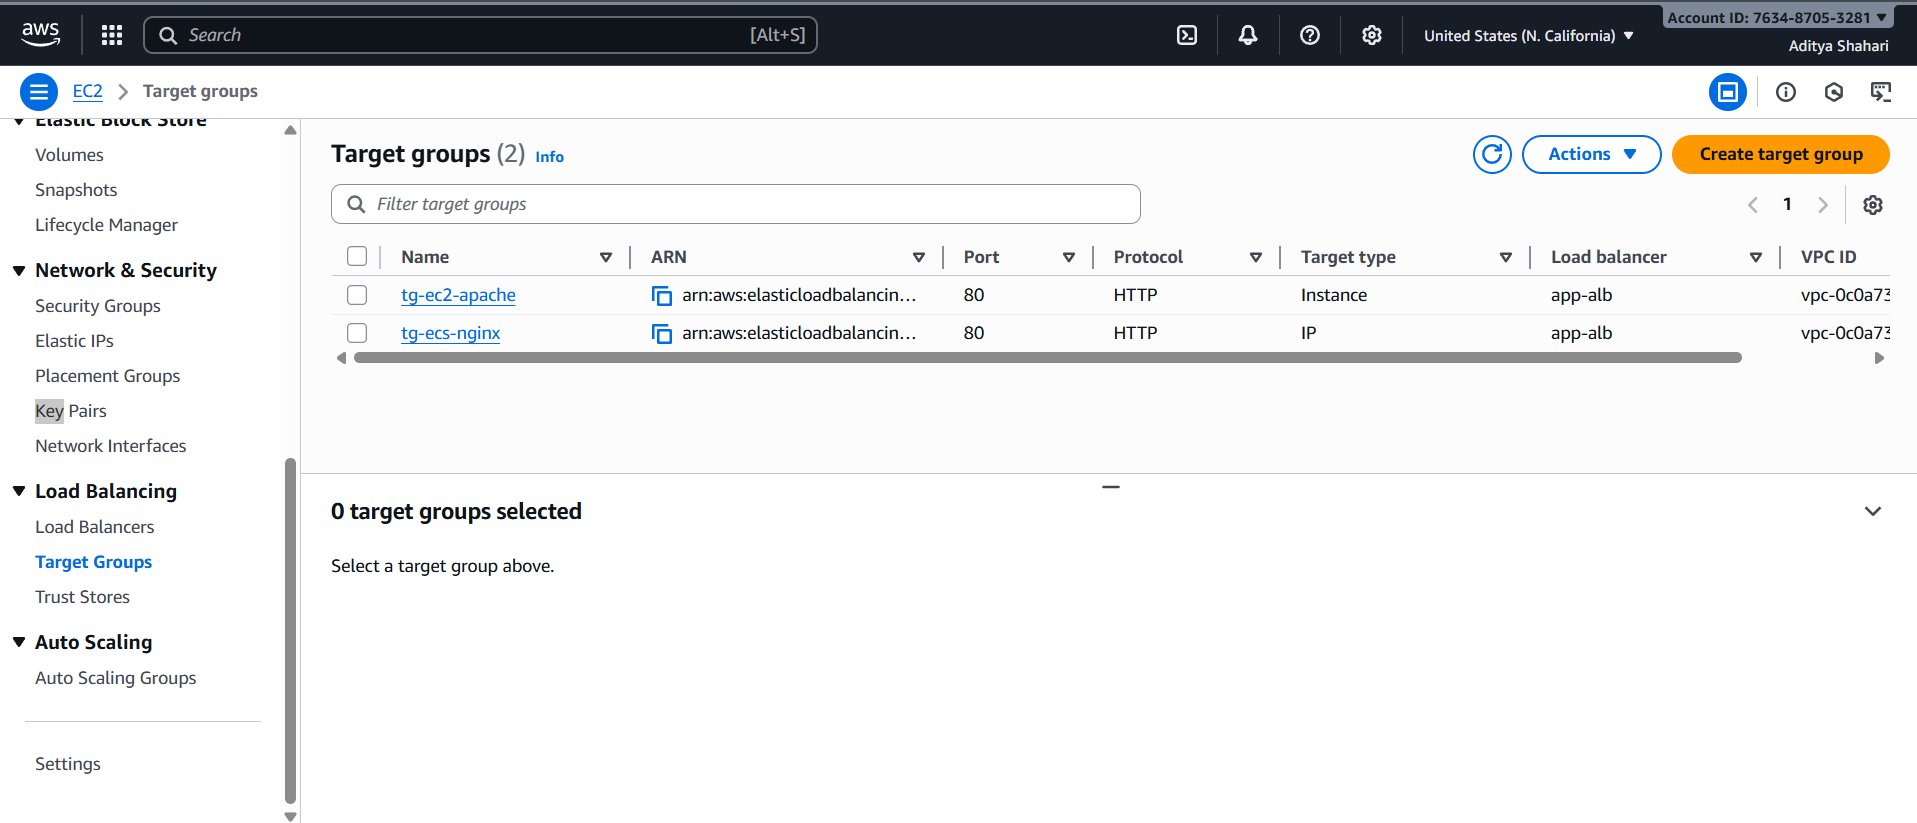 aws
Search [Alt+S]
United States (N. California)
Account ID: 7634-8705-3281
Aditya Shahari
EC2 Target groups
Elastic Block Store
Volumes
Snapshots
Lifecycle Manager
Network & Security
Security Groups
Elastic IPs
Placement Groups
Key Pairs
Network Interfaces
Load Balancing
Load Balancers
Target Groups
Trust Stores
Auto Scaling
Auto Scaling Groups
Settings
Target groups (2) Info
Actions
Create target group
Filter target groups
1
Name ARN Port Protocol Target type Load balancer VPC ID
tg-ec2-apache arn:aws:elasticloadbalancin... 80 HTTP Instance app-alb vpc-0c0a73
tg-ecs-nginx arn:aws:elasticloadbalancin... 80 HTTP IP app-alb vpc-0c0a73
0 target groups selected
Select a target group above.